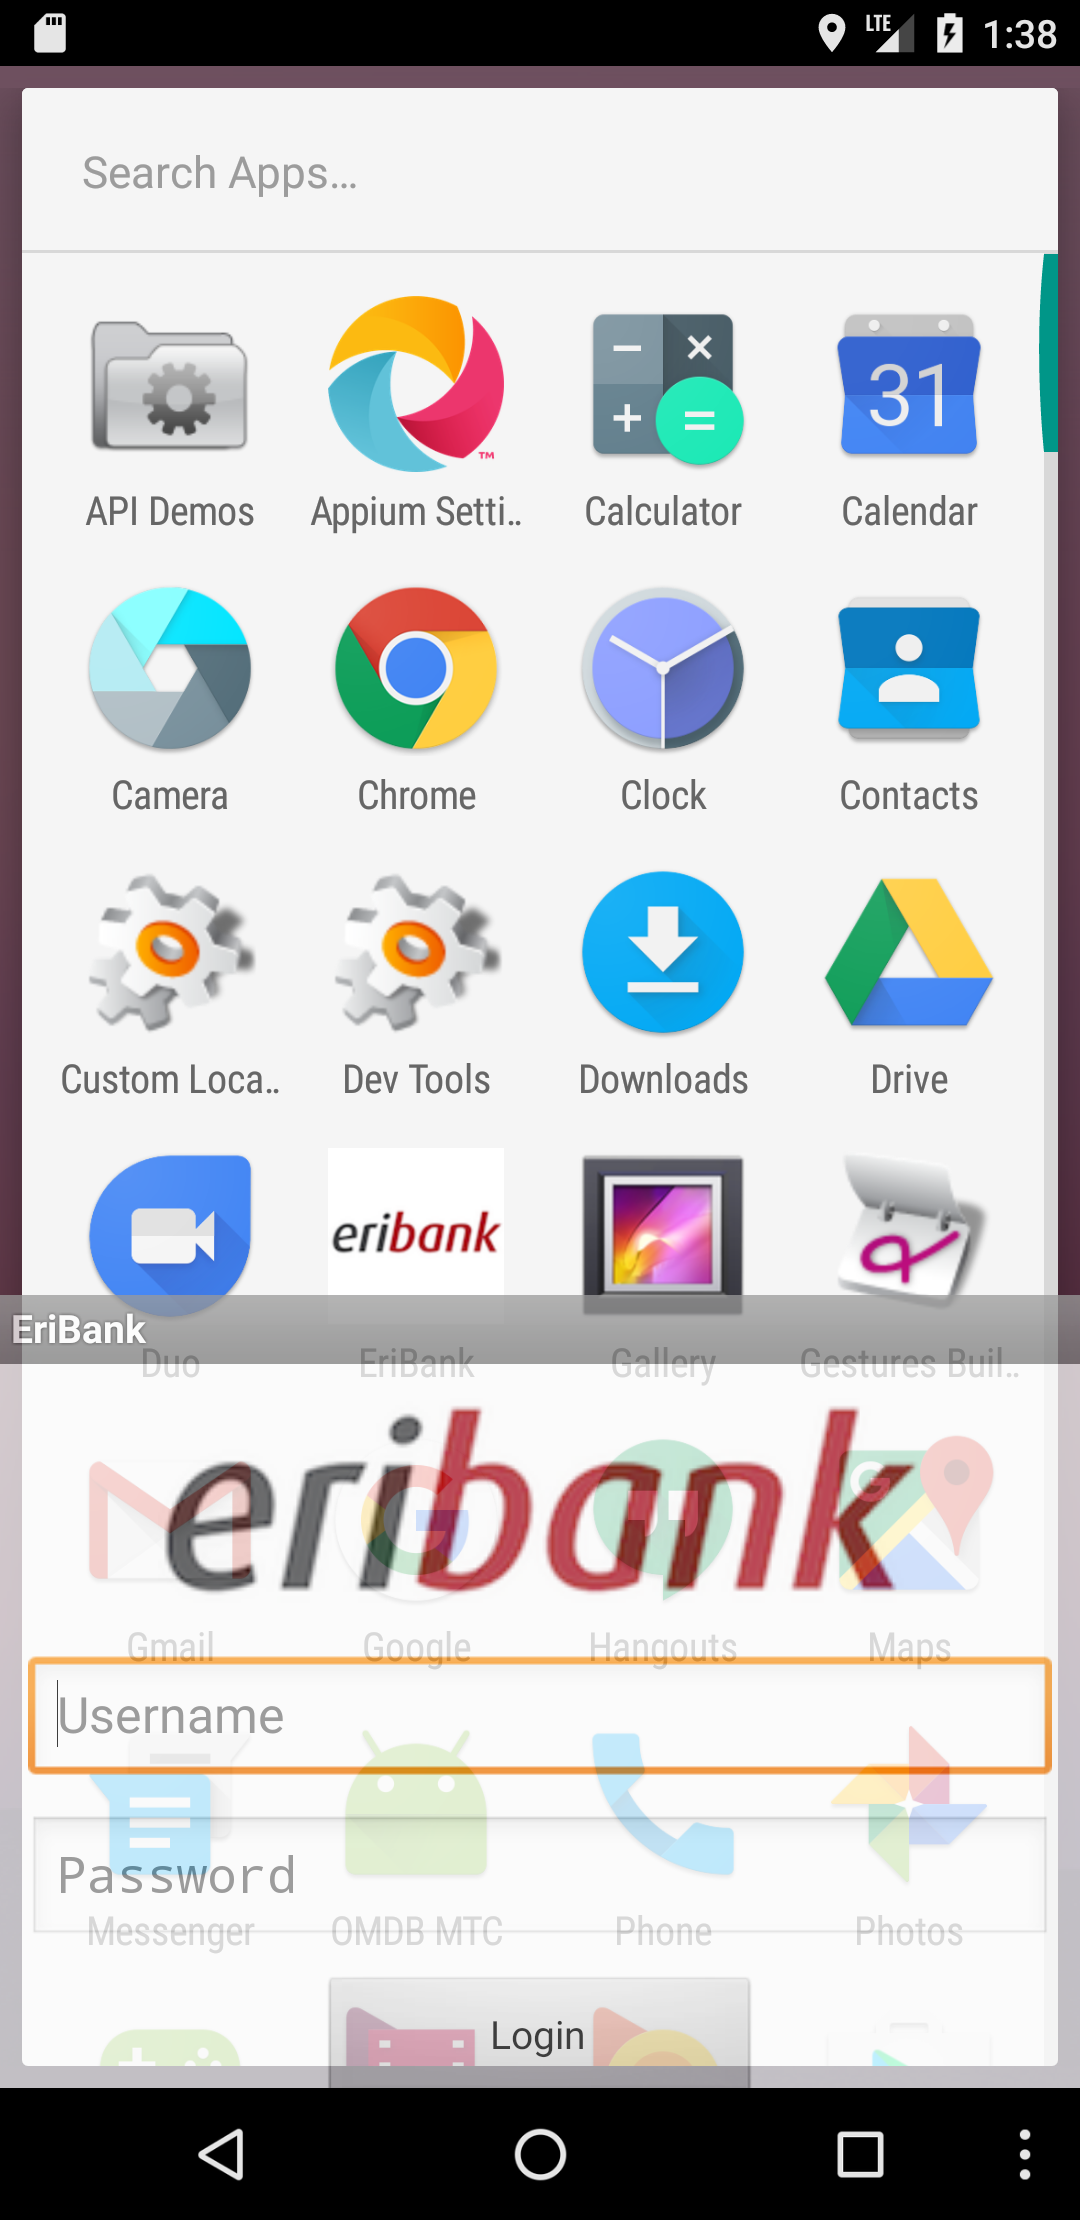 LTE 1:38
Search Apps...
31
API Demos Appium Setti.. Calculator Calendar
Camera Chrome Clock Contacts
Custom Loca.. Dev Tools Downloads Drive
eribank
EriBank
Duo EriBank Gallery Gestures Buil..
eribank
Gmail Google Hangouts Maps
Username
Password
Messenger OMDB MTC Phone Photos
Login